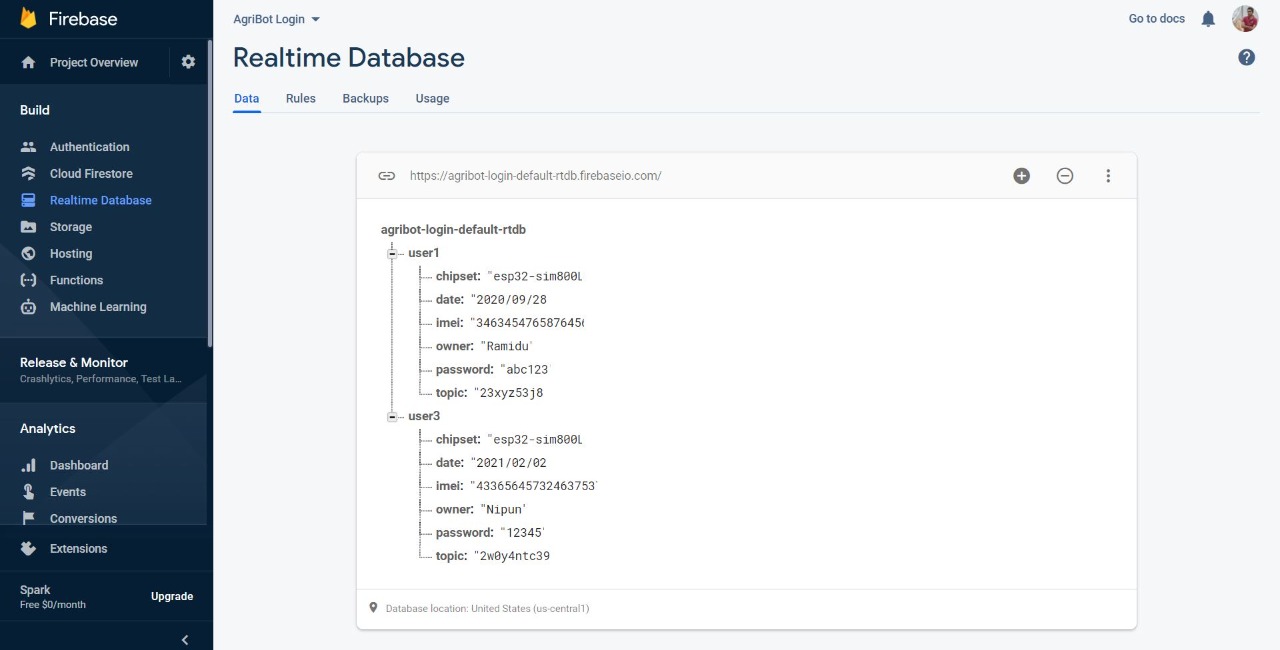 Firebase
Project Overview
Build
Authentication
Cloud Firestore
Realtime Database
Storage
Hosting
Functions
Machine Learning
Release & Monitor
Crashlytics, Performance, Test La...
Analytics
Dashboard
Events
Conversions
Extensions
Spark
Free $0/month
Upgrade
AgriBot Login
Go to docs
Realtime Database
Data Rules Backups Usage
https://agribot-login-default-rtdb.firebaseio.com/
agribot-login-default-rtdb
user1
chipset: "esp32-sim800L
date: "2020/09/28
imei: "3463454765876456
owner: "Ramidu"
password: "abc123
topic: "23xyz53j8
user3
chipset: "esp32-sim800L
date: "2021/02/02
imei: "43365645732463753"
owner: "Nipun"
password: "12345"
topic: "2w0y4ntc39
Database location: United States (us-central1)